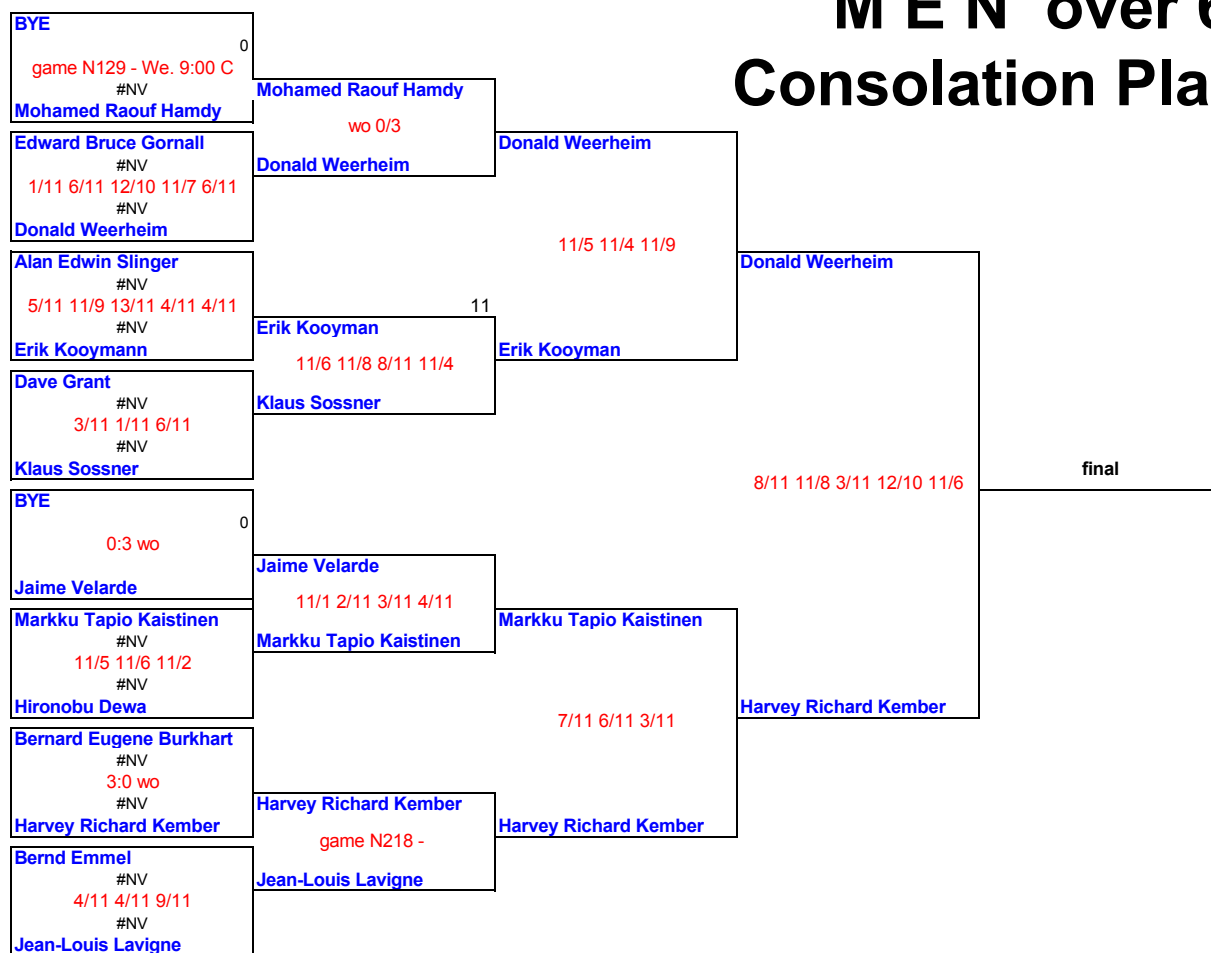 M E N over 6
Consolation Pla
BYE
0
game N129 - We. 9:00 C
#NV
Mohamed Raouf Hamdy
Edward Bruce Gornall
#NV
1/11 6/11 12/10 11/7 6/11
#NV
Donald Weerheim
Alan Edwin Slinger
#NV
5/11 11/9 13/11 4/11 4/11
#NV
Erik Kooymann
Dave Grant
#NV
3/11 1/11 6/11
#NV
Klaus Sossner
BYE
0
0:3 wo
Jaime Velarde
Markku Tapio Kaistinen
#NV
11/5 11/6 11/2
#NV
Hironobu Dewa
Bernard Eugene Burkhart
#NV
3:0 wo
#NV
Harvey Richard Kember
Bernd Emmel
#NV
4/11 4/11 9/11
#NV
Jean-Louis Lavigne
Mohamed Raouf Hamdy
wo 0/3
Donald Weerheim
11
Erik Kooyman
11/6 11/8 8/11 11/4
Klaus Sossner
Jaime Velarde
11/1 2/11 3/11 4/11
Markku Tapio Kaistinen
Harvey Richard Kember
game N218 -
Jean-Louis Lavigne
Donald Weerheim
11/5 11/4 11/9
Erik Kooyman
Markku Tapio Kaistinen
7/11 6/11 3/11
Harvey Richard Kember
Donald Weerheim
8/11 11/8 3/11 12/10 11/6
Harvey Richard Kember
final